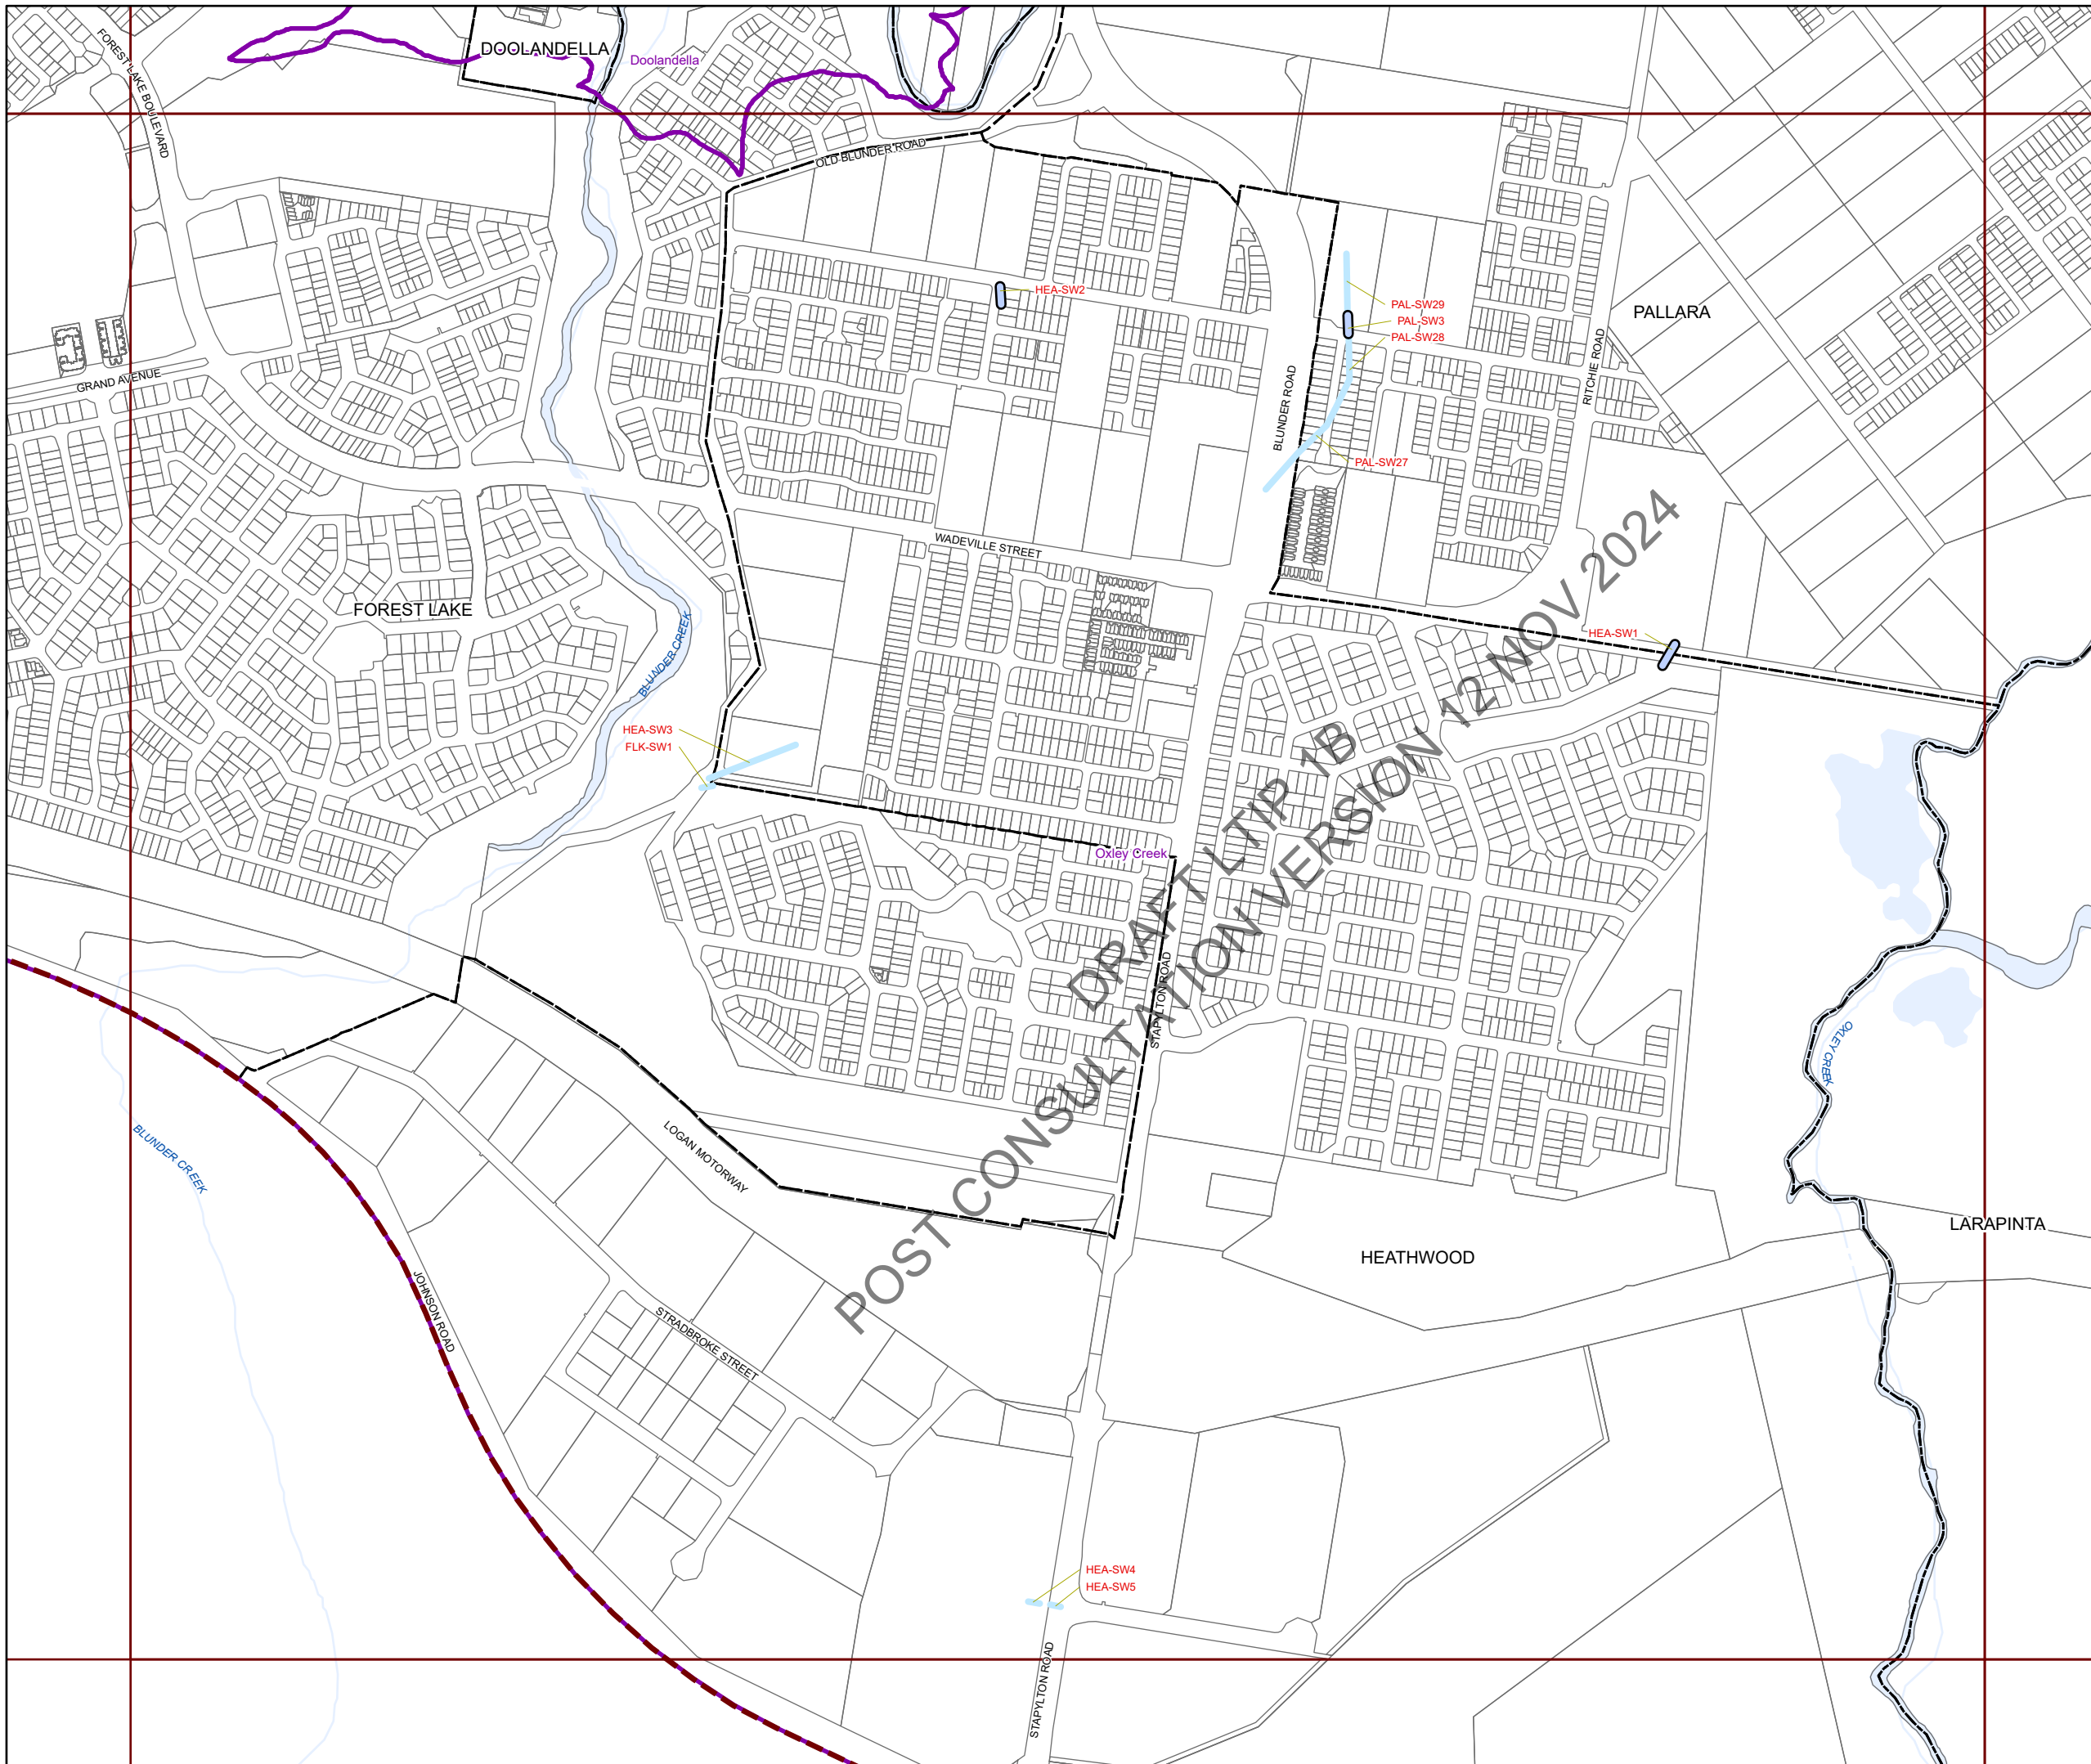 DOOLANDELLA
Doolandella
FOREST LAKE BOULEVARD
OLD BLUNDER ROAD
HEA-SW2
PAL-SW29
PAL-SW3
PAL-SW28
PALLARA
RITCHIE ROAD
GRAND AVENUE
BLUNDER ROAD
PAL-SW27
WADEVILLE STREET
FOREST LAKE
BLUNDER CREEK
HEA-SW1
HEA-SW3
FLK-SW1
Oxley Creek
DRAFT LTIP 1B
POST CONSULTATION VERSION 12 NOV 2024
STAPYLTON ROAD
OXLEY CREEK
BLUNDER CREEK
LOGAN MOTORWAY
LARAPINTA
HEATHWOOD
JOHNSON ROAD
STRADBROKE STREET
HEA-SW4
HEA-SW5
STAPYLTON ROAD